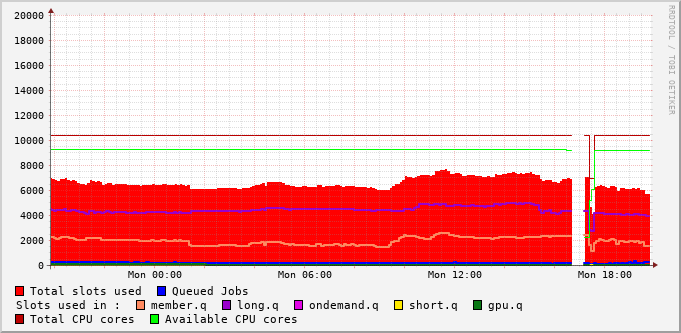 20000
18000
16000
14000
12000
10000
8000
6000
4000
2000
0
Mon 00:00 Mon 06:00 Mon 12:00 Mon 18:00
Total slots used Queued Jobs
Slots used in : member.q long.q ondemand.q short.q gpu.q
Total CPU cores Available CPU cores
RRDTOOL / TOBI OETIKER